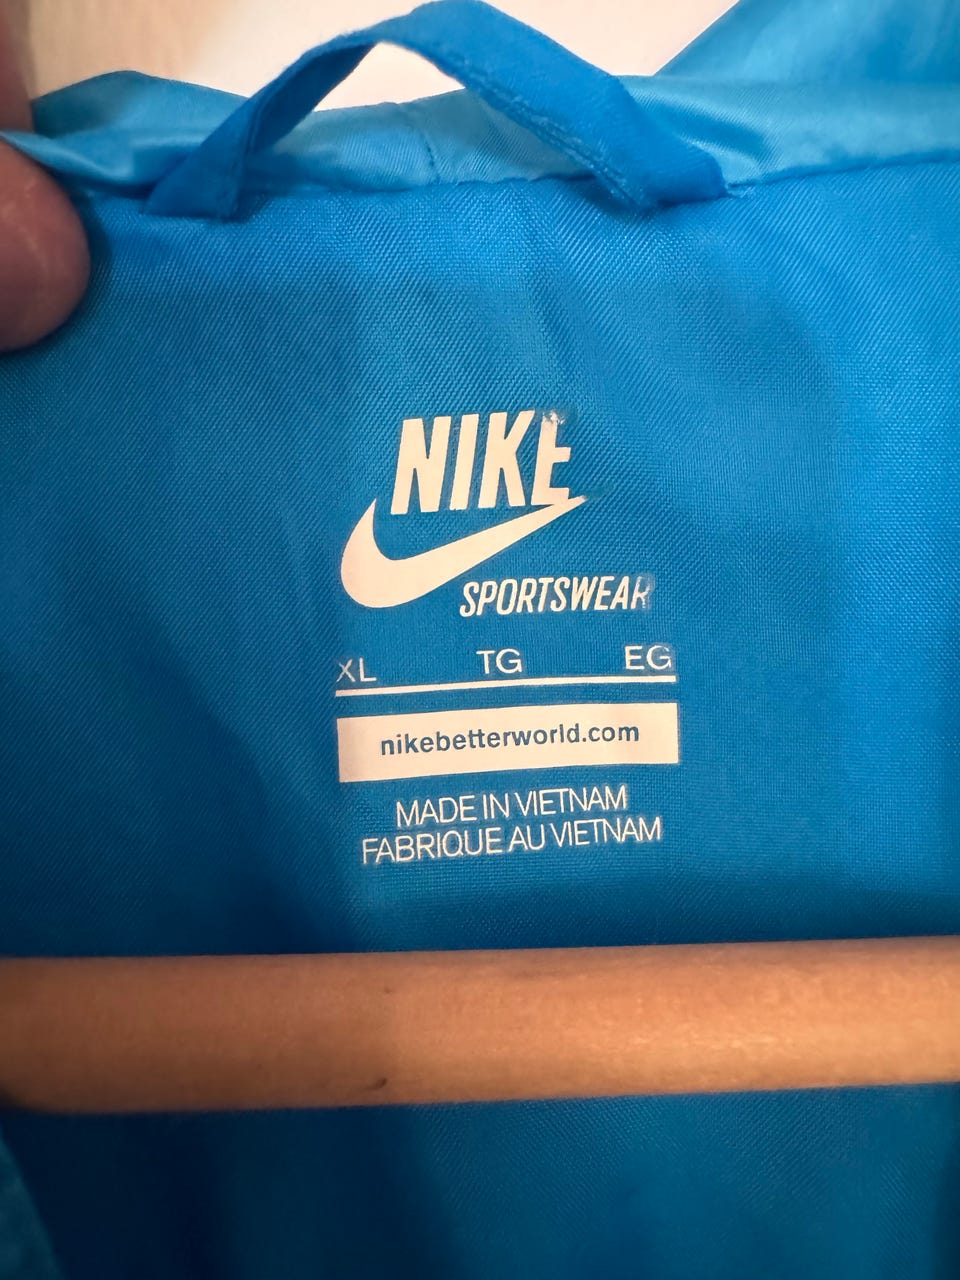 NIKE
SPORTSWEAR
XL TG EG
nikebetterworld.com
MADE IN VIETNAM
FABRIQUE AU VIETNAM